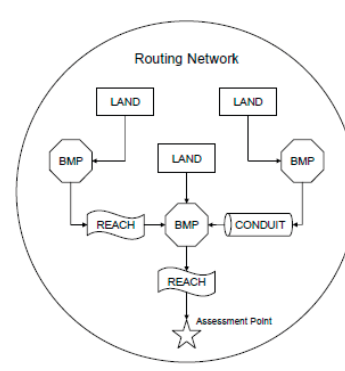 Routing Network
LAND
LAND
BMP
LAND
BMP
REACH
BMP
CONDUIT
REACH
Assessment Point